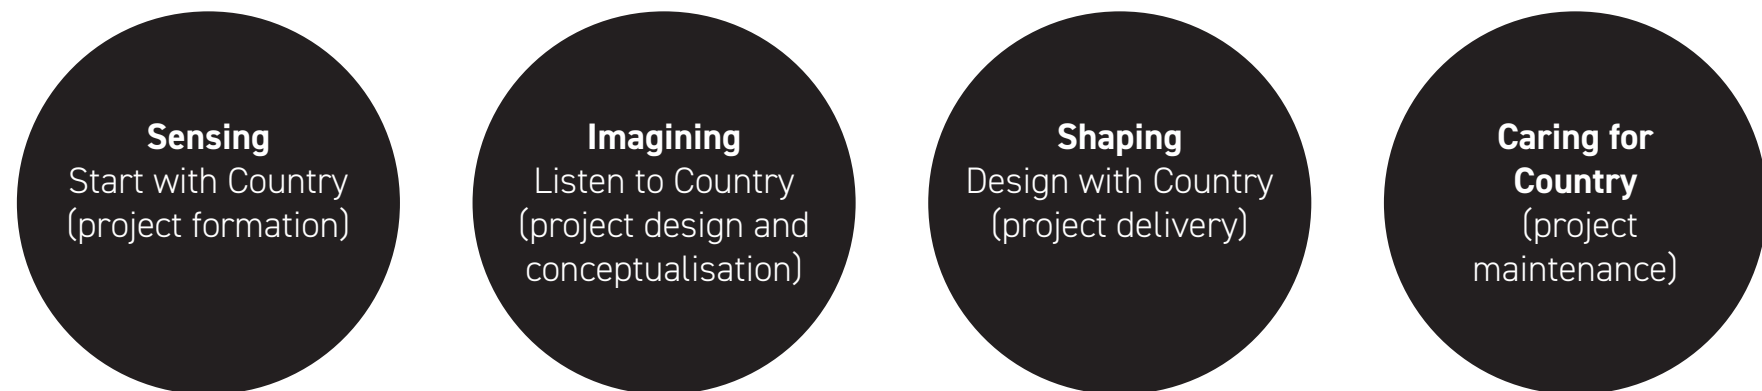 Sensing
Start with Country
(project formation)
Imagining
Listen to Country
(project design and
conceptualisation)
Shaping
Design with Country
(project delivery)
Caring for
Country
(project
maintenance)